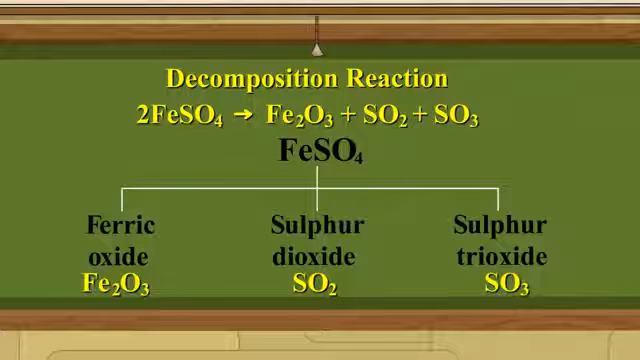 Decomposition Reaction
2FeSO₄ → Fe₂O₃ + SO₂ + SO₃
FeSO₄
Ferric oxide
Fe₂O₃
Sulphur dioxide
SO₂
Sulphur trioxide
SO₃